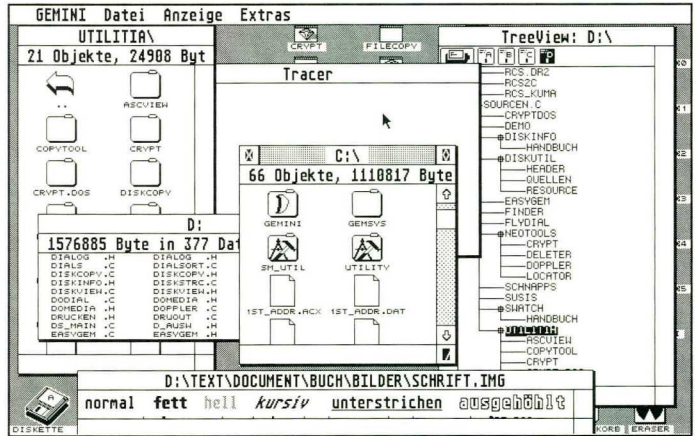 GEMINI Datei Anzeige Extras
UTILITIA\
21 Objekte, 24908 Byt
..
ASCVIEW
COPYTOOL
CRYPT
CRYPT.DOS
DISKCOPY
CRYPT
FILECOPY
Tracer
C:\
66 Objekte, 1110817 Byte
GEMINI
GEMSYS
SM_UTIL
UTILITY
1ST_ADDR.ACX
1ST_ADDR.DAT
D:
1576885 Byte in 377 Dat
DIALOG .H DIALOG .H
DIALS .C DIALSORT.C
DISKCOPY.C DISKCOPY.H
DISKINFO.H DISKSTRC.C
DISKVIEW.C DISKVIEW.H
DODIAL .C DOMEDIA .C
DOMEDIA .H DOPPLER .C
DRUCKEN .H DRUOUT .C
DS_MAIN .C D_AUSW .H
EASYGEM .C EASYGEM .H
TreeView: D:\
A B C P
RCS.DR2
RCS2C
RCS_KUMA
SOURCEN.C
CRYPTDOS
DEMO
DISKINFO
HANDBUCH
DISKUTIL
HEADER
QUELLEN
RESOURCE
EASYGEM
FINDER
FLYDIAL
NEOTOOLS
CRYPT
DELETER
DOPPLER
LOCATOR
SCHNAPPS
SUSIS
SWATCH
HANDBUCH
UTILITIA
ASCVIEW
COPYTOOL
CRYPT
D:\TEXT\DOCUMENT\BUCH\BILDER\SCHRIFT.IMG
normal fett hell kursiv unterstrichen ausgehöhlt
A
DISKETTE
KORB
ERASER